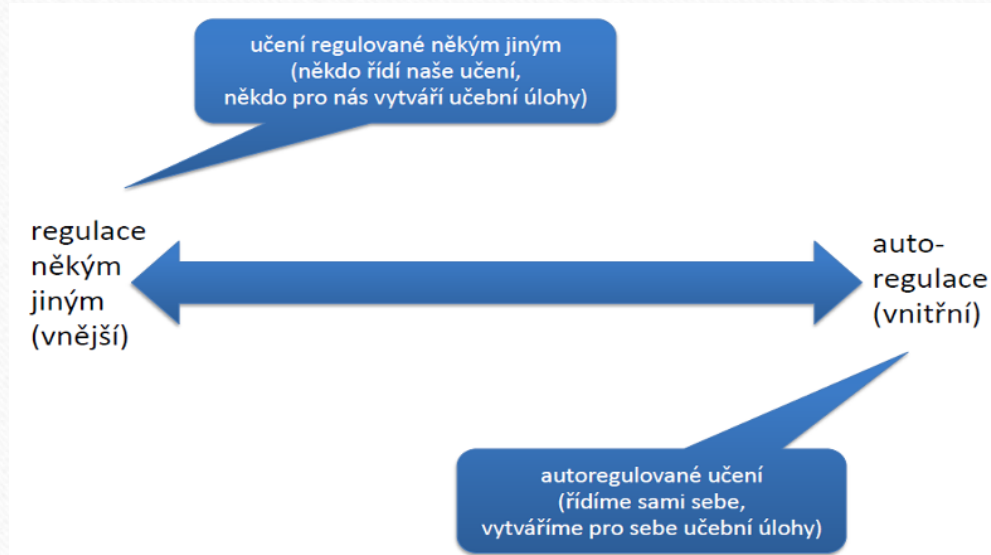 učení regulované někým jiným
(někdo řídí naše učení,
někdo pro nás vytváří učební úlohy)
regulace
někým
jiným
(vnější)
auto-
regulace
(vnitřní)
autoregulované učení
(řídíme sami sebe,
vytváříme pro sebe učební úlohy)